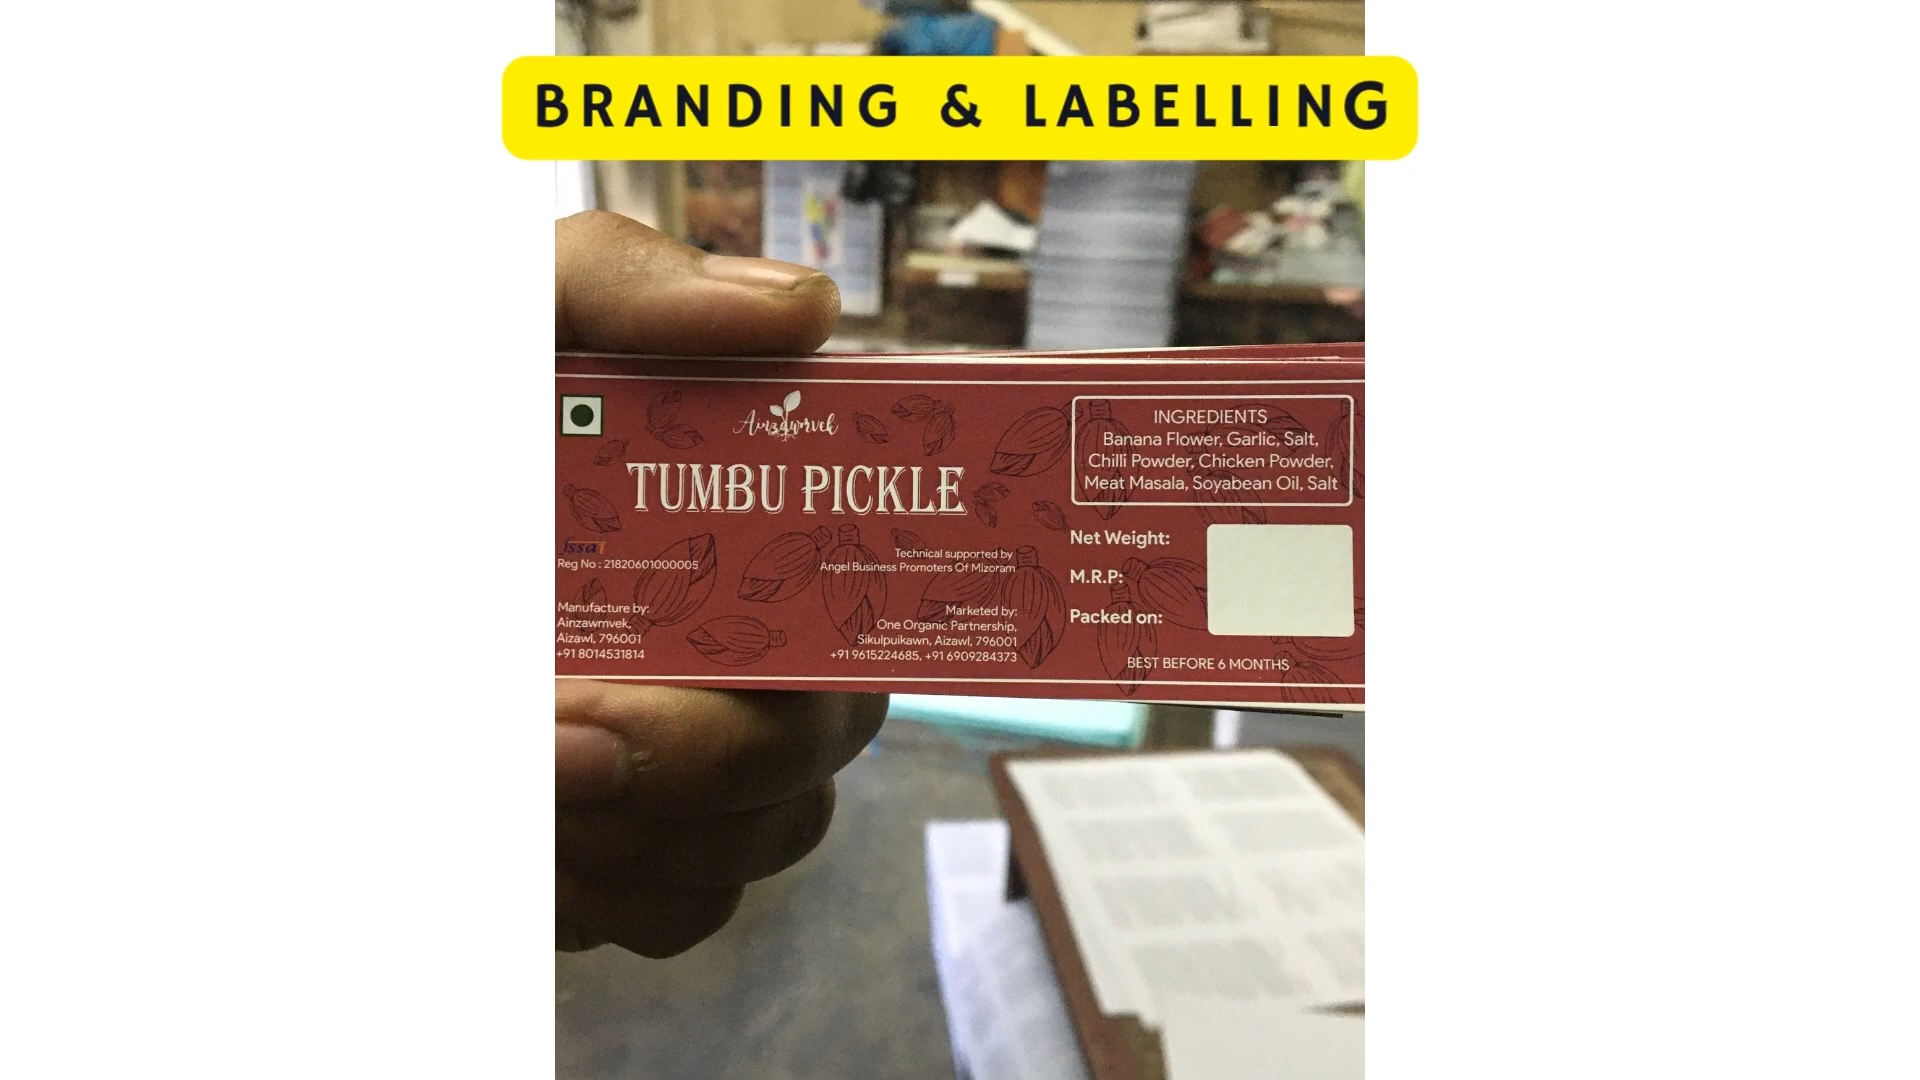 BRANDING & LABELLING
Ainzawmvek
TUMBU PICKLE
fssai
Reg No : 21820601000005
Manufacture by:
Ainzawmvek,
Aizawl, 796001
+91 8014531814
Technical supported by
Angel Business Promoters Of Mizoram
Marketed by:
One Organic Partnership,
Sikulpuikawn, Aizawl, 796001
+91 9615224685, +91 6909284373
INGREDIENTS
Banana Flower, Garlic, Salt,
Chilli Powder, Chicken Powder,
Meat Masala, Soyabean Oil, Salt
Net Weight:
M.R.P:
Packed on:
BEST BEFORE 6 MONTHS